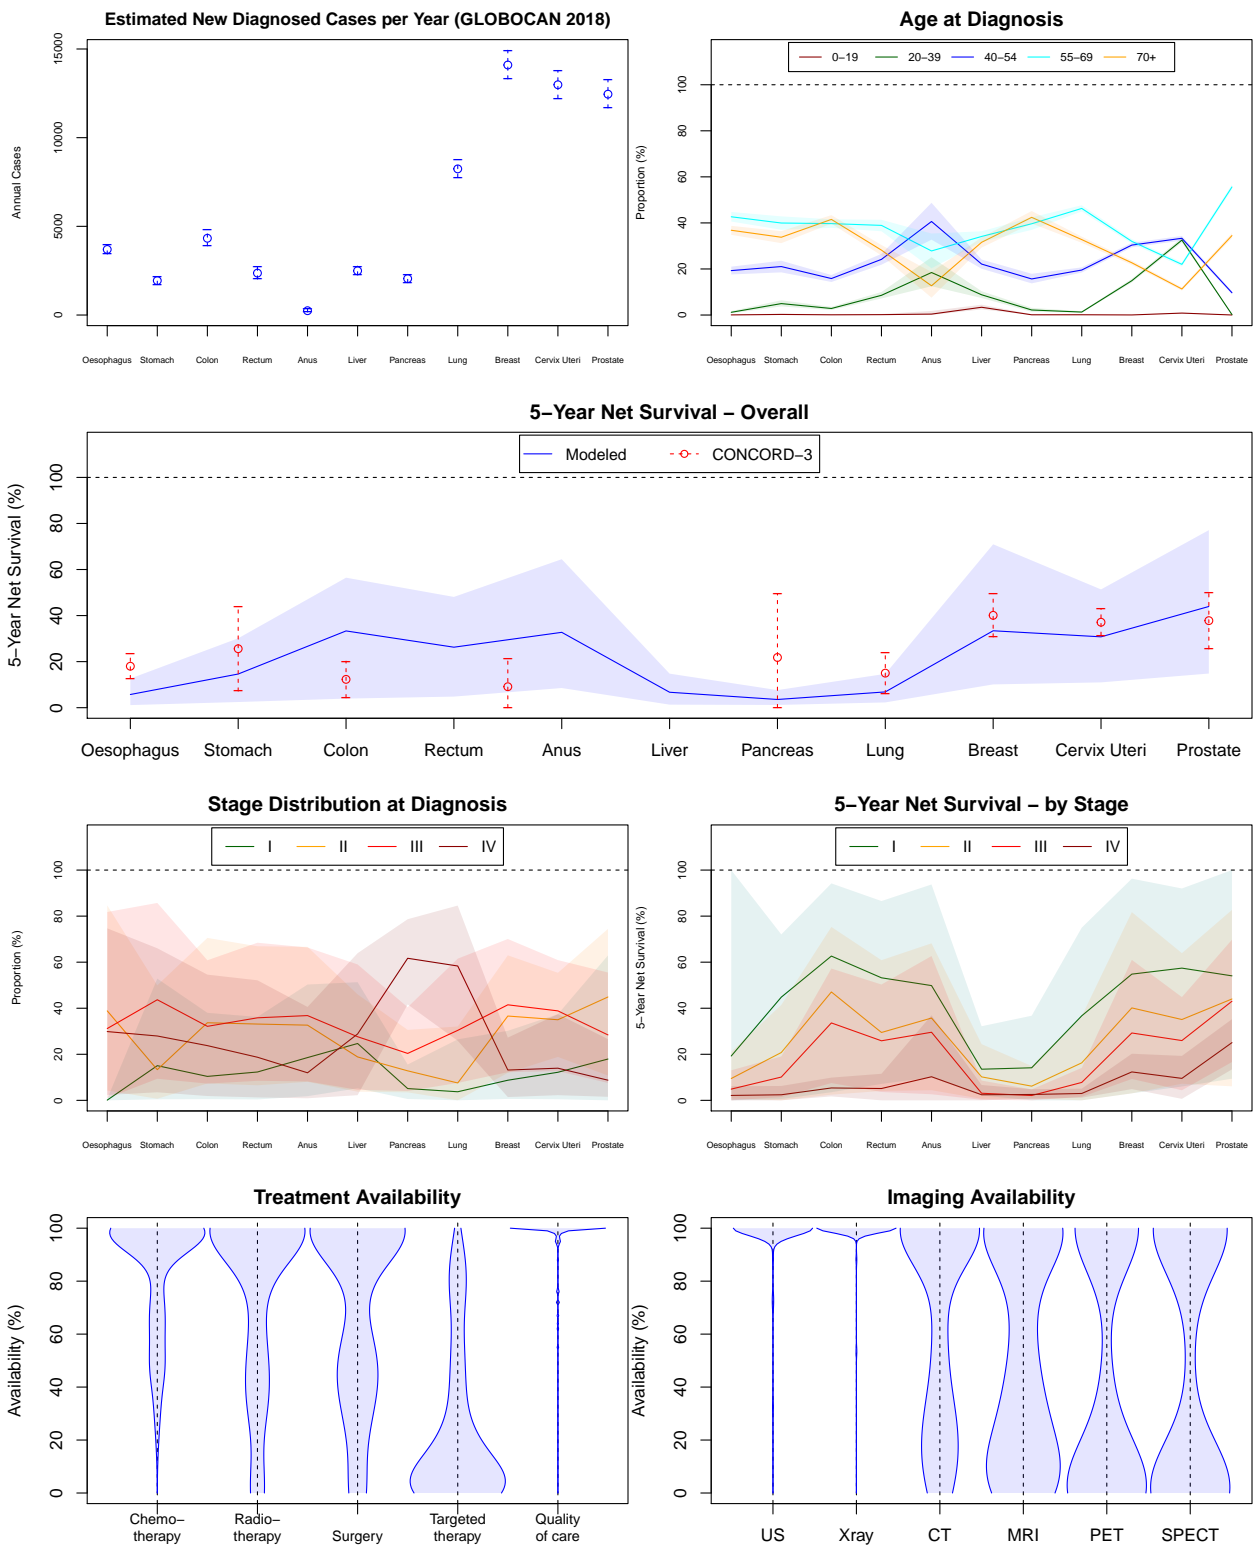 Estimated New Diagnosed Cases per Year (GLOBOCAN 2018)
Annual Cases
0
5000
10000
15000
Oesophagus Stomach Colon Rectum Anus Liver Pancreas Lung Breast Cervix Uteri Prostate
Age at Diagnosis
0−19 20−39 40−54 55−69 70+
Proportion (%)
0
20
40
60
80
100
Oesophagus Stomach Colon Rectum Anus Liver Pancreas Lung Breast Cervix Uteri Prostate
5−Year Net Survival − Overall
Modeled CONCORD−3
5−Year Net Survival (%)
0
20
40
60
80
100
Oesophagus Stomach Colon Rectum Anus Liver Pancreas Lung Breast Cervix Uteri Prostate
Stage Distribution at Diagnosis
I II III IV
Proportion (%)
0
20
40
60
80
100
Oesophagus Stomach Colon Rectum Anus Liver Pancreas Lung Breast Cervix Uteri Prostate
5−Year Net Survival − by Stage
I II III IV
5−Year Net Survival (%)
0
20
40
60
80
100
Oesophagus Stomach Colon Rectum Anus Liver Pancreas Lung Breast Cervix Uteri Prostate
Treatment Availability
Availability (%)
0
20
40
60
80
100
Chemo− Radio− Targeted Quality
therapy therapy Surgery therapy of care
Imaging Availability
Availability (%)
0
20
40
60
80
100
US Xray CT MRI PET SPECT